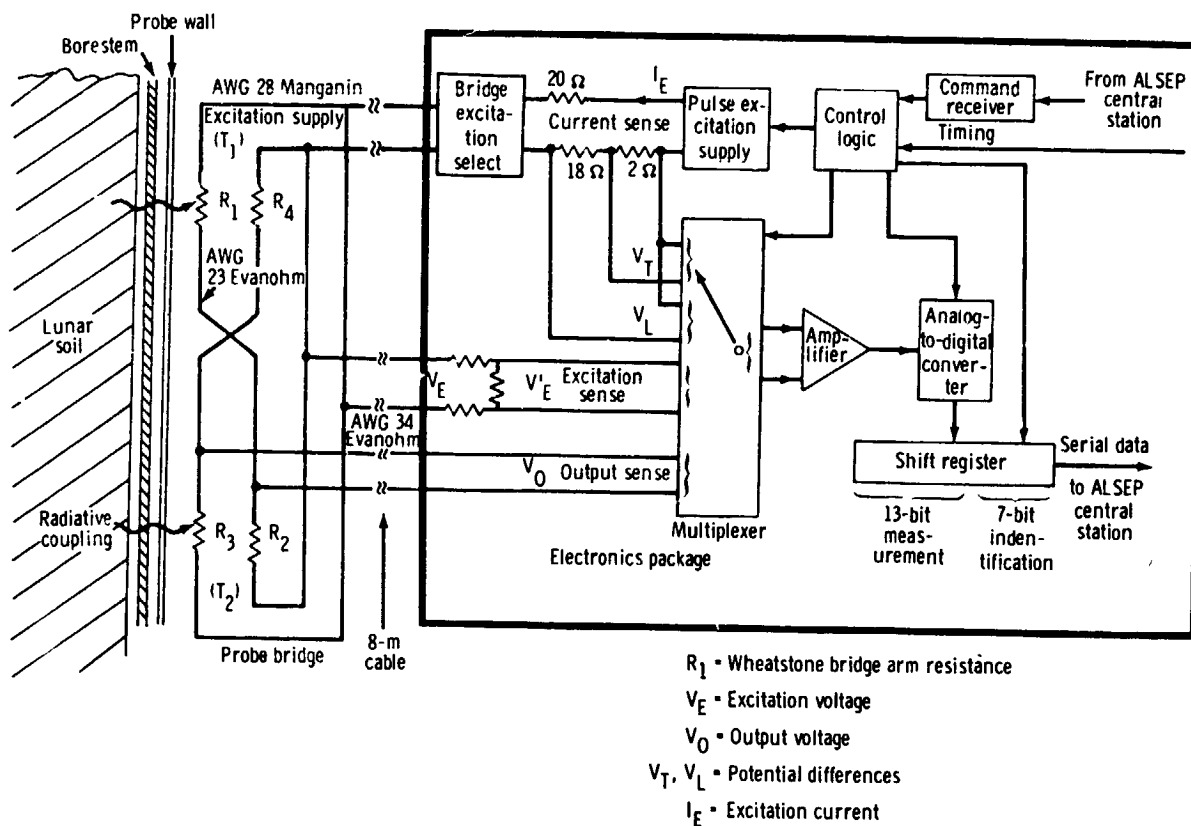 Probe wall
Borestem
AWG 28 Manganin
Excitation supply
(T1)
R1
R4
AWG
23 Evanohm
Lunar
soil
Radiative
coupling
R3
R2
(T2)
Probe bridge
8-m
cable
Bridge
excita-
tion
select
20 Ω
IE
Current sense
18 Ω
2 Ω
Pulse ex-
citation
supply
Control
logic
Command
receiver
From ALSEP
central
station
Timing
VT
VL
VE
V'E
Excitation
sense
AWG 34
Evanohm
VO
Output sense
Multiplexer
Electronics package
Amp-
lifier
Analog-
to-digital
conver-
ter
Shift register
Serial data
to ALSEP
central
station
13-bit
meas-
urement
7-bit
inden-
tification
R1 = Wheatstone bridge arm resistance
VE = Excitation voltage
VO = Output voltage
VT, VL = Potential differences
IE = Excitation current